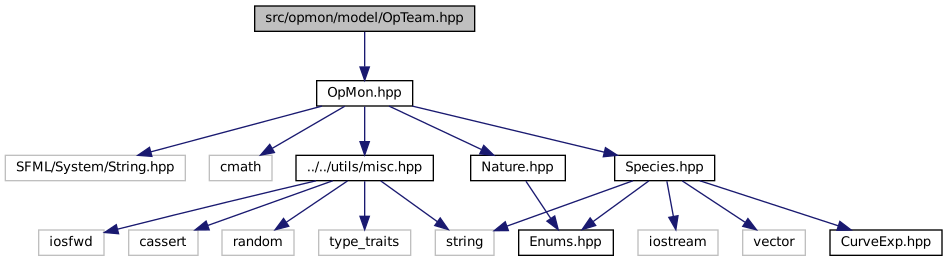 src/opmon/model/OpTeam.hpp
OpMon.hpp
SFML/System/String.hpp
cmath
../../utils/misc.hpp
Nature.hpp
Species.hpp
iosfwd
cassert
random
type_traits
string
Enums.hpp
iostream
vector
CurveExp.hpp